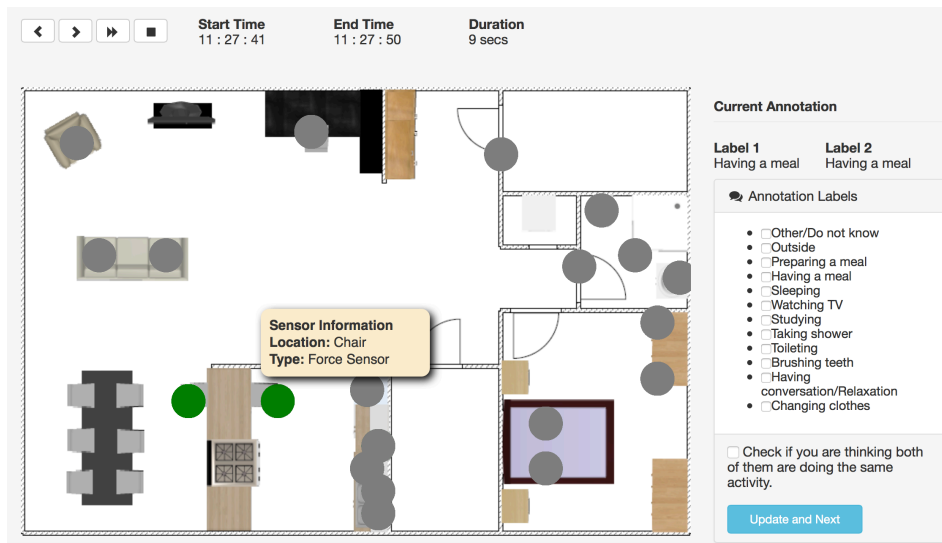 Start Time
11 : 27 : 41
End Time
11 : 27 : 50
Duration
9 secs
Current Annotation
Label 1
Having a meal
Label 2
Having a meal
Annotation Labels
Other/Do not know
Outside
Preparing a meal
Having a meal
Sleeping
Watching TV
Studying
Taking shower
Toileting
Brushing teeth
Having
conversation/Relaxation
Changing clothes
Check if you are thinking both
of them are doing the same
activity.
Update and Next
Sensor Information
Location: Chair
Type: Force Sensor